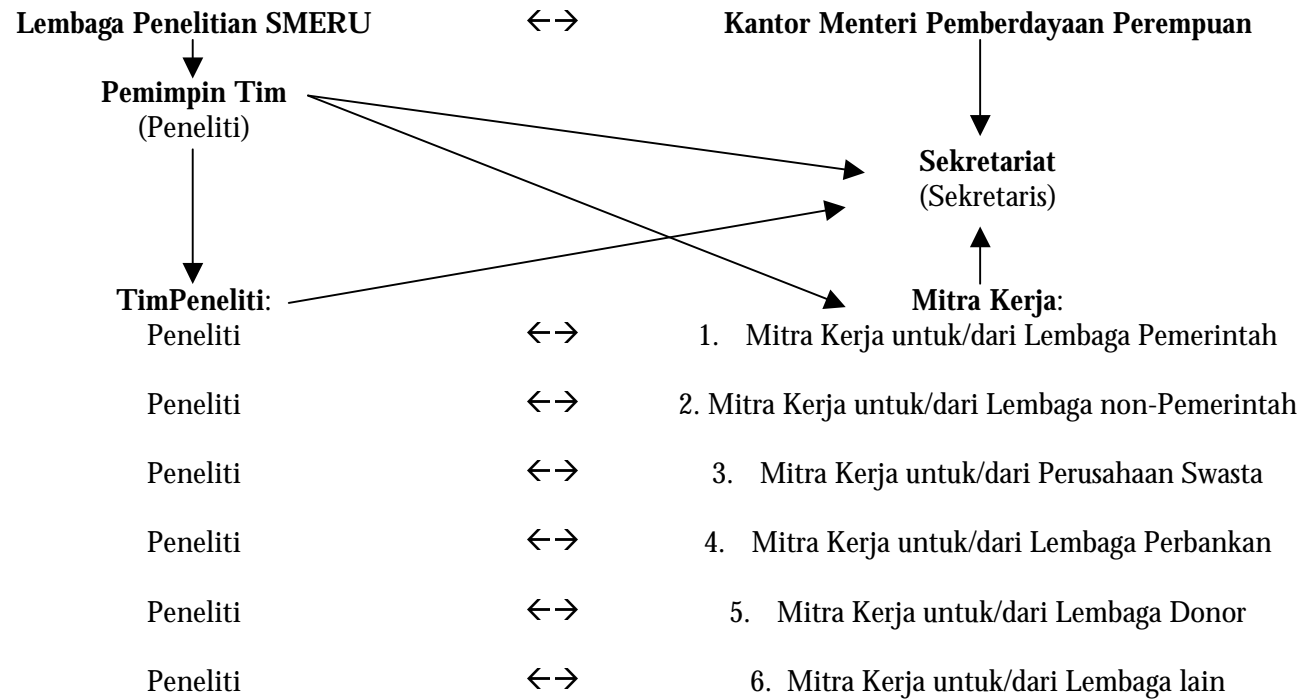 Lembaga Penelitian SMERU ←→ Kantor Menteri Pemberdayaan Perempuan
Pemimpin Tim
(Peneliti)
Sekretariat
(Sekretaris)
TimPeneliti: Mitra Kerja:
Peneliti ←→ 1. Mitra Kerja untuk/dari Lembaga Pemerintah
Peneliti ←→ 2. Mitra Kerja untuk/dari Lembaga non-Pemerintah
Peneliti ←→ 3. Mitra Kerja untuk/dari Perusahaan Swasta
Peneliti ←→ 4. Mitra Kerja untuk/dari Lembaga Perbankan
Peneliti ←→ 5. Mitra Kerja untuk/dari Lembaga Donor
Peneliti ←→ 6. Mitra Kerja untuk/dari Lembaga lain